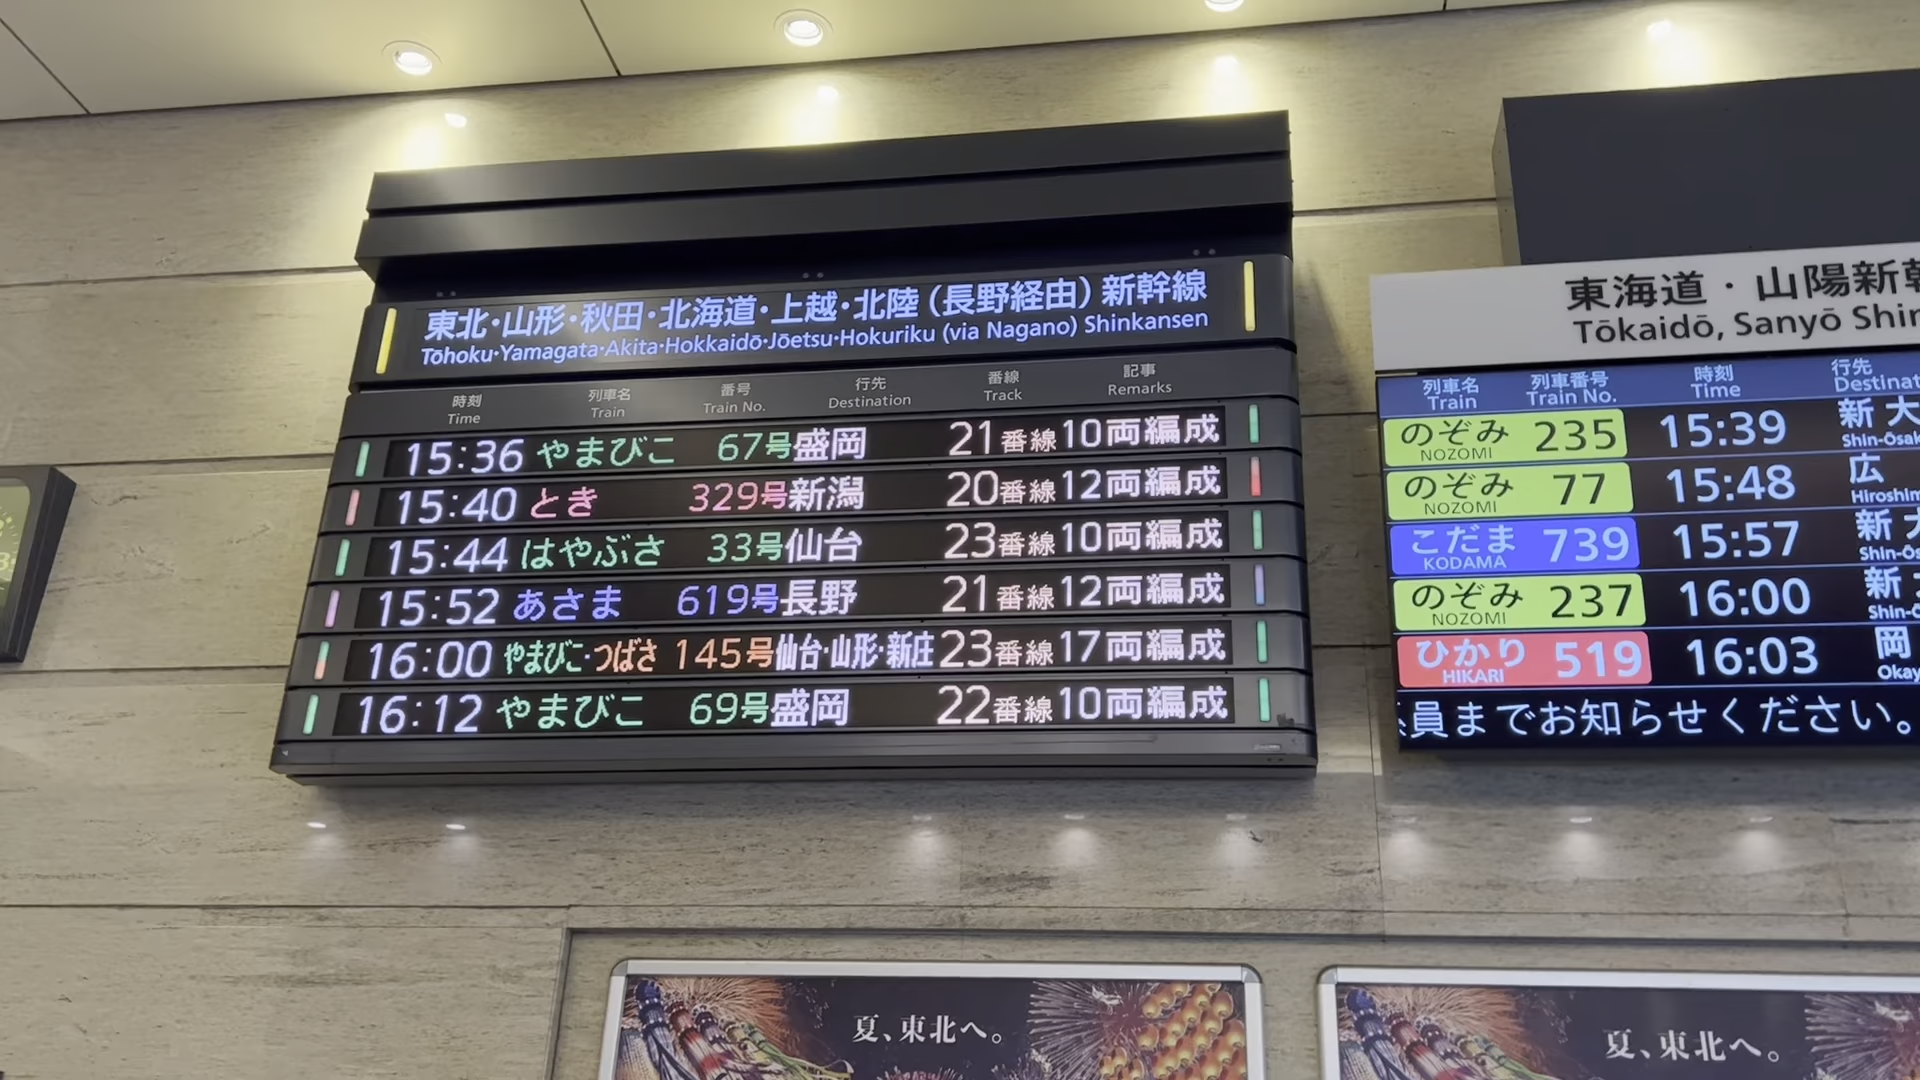 東北・山形・秋田・北海道・上越・北陸（長野経由）新幹線
Tōhoku·Yamagata·Akita·Hokkaidō·Jōetsu·Hokuriku (via Nagano) Shinkansen
時刻 列車名 番号 行先 番線 記事
Time Train Train No. Destination Track Remarks
15:36 やまびこ 67号 盛岡 21番線 10両編成
15:40 とき 329号 新潟 20番線 12両編成
15:44 はやぶさ 33号 仙台 23番線 10両編成
15:52 あさま 619号 長野 21番線 12両編成
16:00 やまびこ・つばさ 145号 仙台・山形・新庄 23番線 17両編成
16:12 やまびこ 69号 盛岡 22番線 10両編成
東海道・山陽新
Tōkaidō, Sanyō
列車名 列車番号 時刻 行先
Train Train No. Time
のぞみ 235 15:39 新
NOZOMI
のぞみ 77 15:48 広
NOZOMI
こだま 739 15:57 新
KODAMA
のぞみ 237 16:00 新
NOZOMI
ひかり 519 16:03 岡
HIKARI
員までお知らせください。
夏、東北へ。
夏、東北へ。